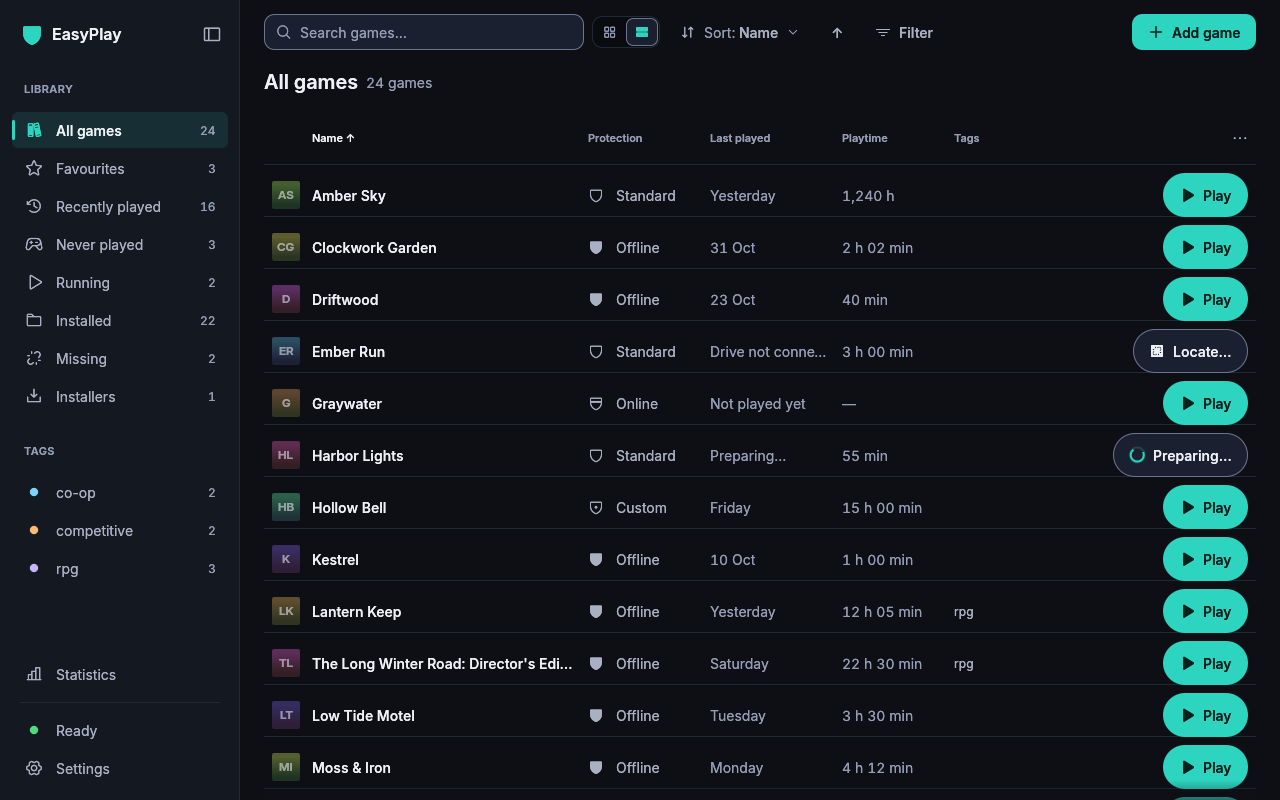 EasyPlay
LIBRARY
All games 24
Favourites 3
Recently played 16
Never played 3
Running 2
Installed 22
Missing 2
Installers 1
TAGS
co-op 2
competitive 2
rpg 3
Statistics
Ready
Settings
Search games...
Sort: Name
Filter
Add game
All games 24 games
Name Protection Last played Playtime Tags
AS Amber Sky Standard Yesterday 1,240 h Play
CG Clockwork Garden Offline 31 Oct 2 h 02 min Play
D Driftwood Offline 23 Oct 40 min Play
ER Ember Run Standard Drive not conne... 3 h 00 min Locate...
G Graywater Online Not played yet — Play
HL Harbor Lights Standard Preparing... 55 min Preparing...
HB Hollow Bell Custom Friday 15 h 00 min Play
K Kestrel Offline 10 Oct 1 h 00 min Play
LK Lantern Keep Offline Yesterday 12 h 05 min rpg Play
TL The Long Winter Road: Director's Edi... Offline Saturday 22 h 30 min rpg Play
LT Low Tide Motel Offline Tuesday 3 h 30 min Play
MI Moss & Iron Offline Monday 4 h 12 min Play